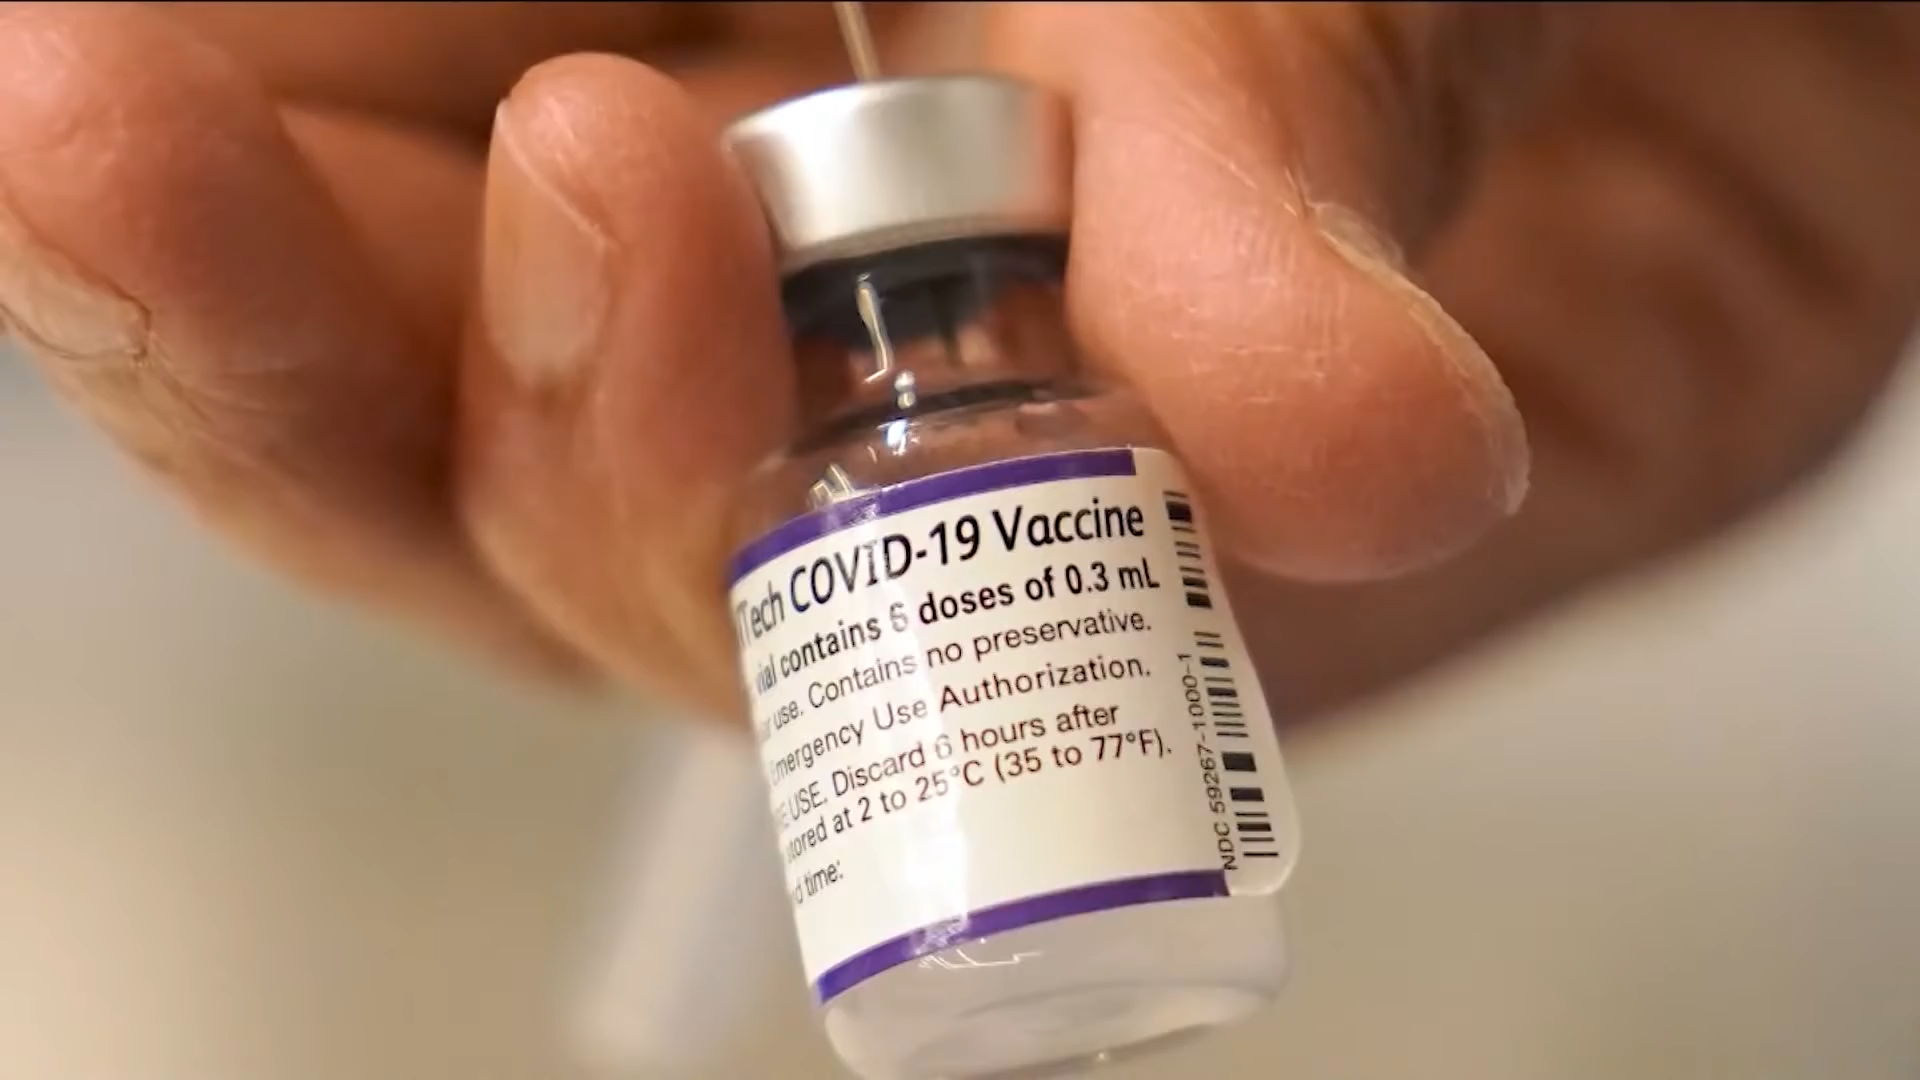 Tech COVID-19 Vaccine
vial contains 6 doses of 0.3 mL
use. Contains no preservative.
Emergency Use Authorization.
USE. Discard 6 hours after
stored at 2 to 25°C (35 to 77°F).
time:
NDC 59267-1000-1